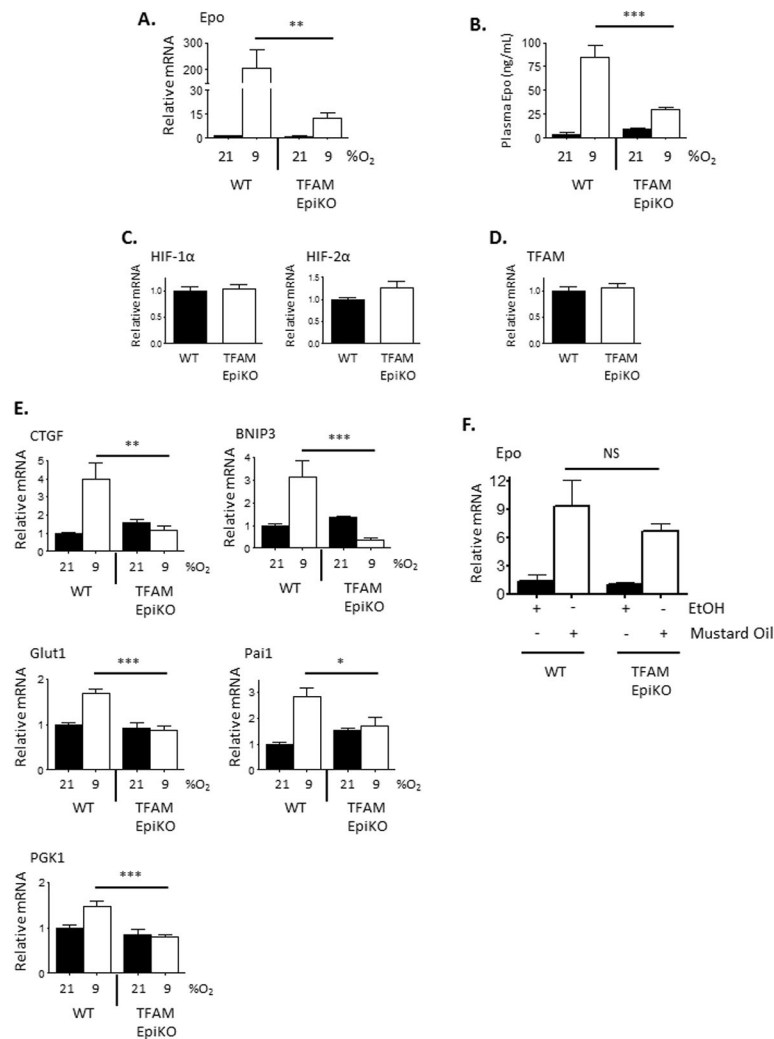 A.
Epo
**
Relative mRNA
300
200
100
30
15
0
21 9 21 9 %O2
WT TFAM
EpiKO
B.
***
Plasma Epo (ng/mL)
100
75
50
25
0
21 9 21 9 %O2
WT TFAM
EpiKO
C.
HIF-1α
Relative mRNA
1.0
0.5
0.0
WT TFAM
EpiKO
HIF-2α
Relative mRNA
1.5
1.0
0.5
0.0
WT TFAM
EpiKO
D.
TFAM
Relative mRNA
1.0
0.5
0.0
WT TFAM
EpiKO
E.
CTGF
**
Relative mRNA
5
4
3
2
1
0
21 9 21 9 %O2
WT TFAM
EpiKO
BNIP3
***
Relative mRNA
4
3
2
1
0
21 9 21 9 %O2
WT TFAM
EpiKO
Glut1
***
Relative mRNA
2
1
0
21 9 21 9 %O2
WT TFAM
EpiKO
Pai1
*
Relative mRNA
3
2
1
0
21 9 21 9 %O2
WT TFAM
EpiKO
PGK1
***
Relative mRNA
2
1
0
21 9 21 9 %O2
WT TFAM
EpiKO
F.
Epo
NS
Relative mRNA
12
9
6
3
0
+ - + - EtOH
- + - + Mustard Oil
WT TFAM
EpiKO